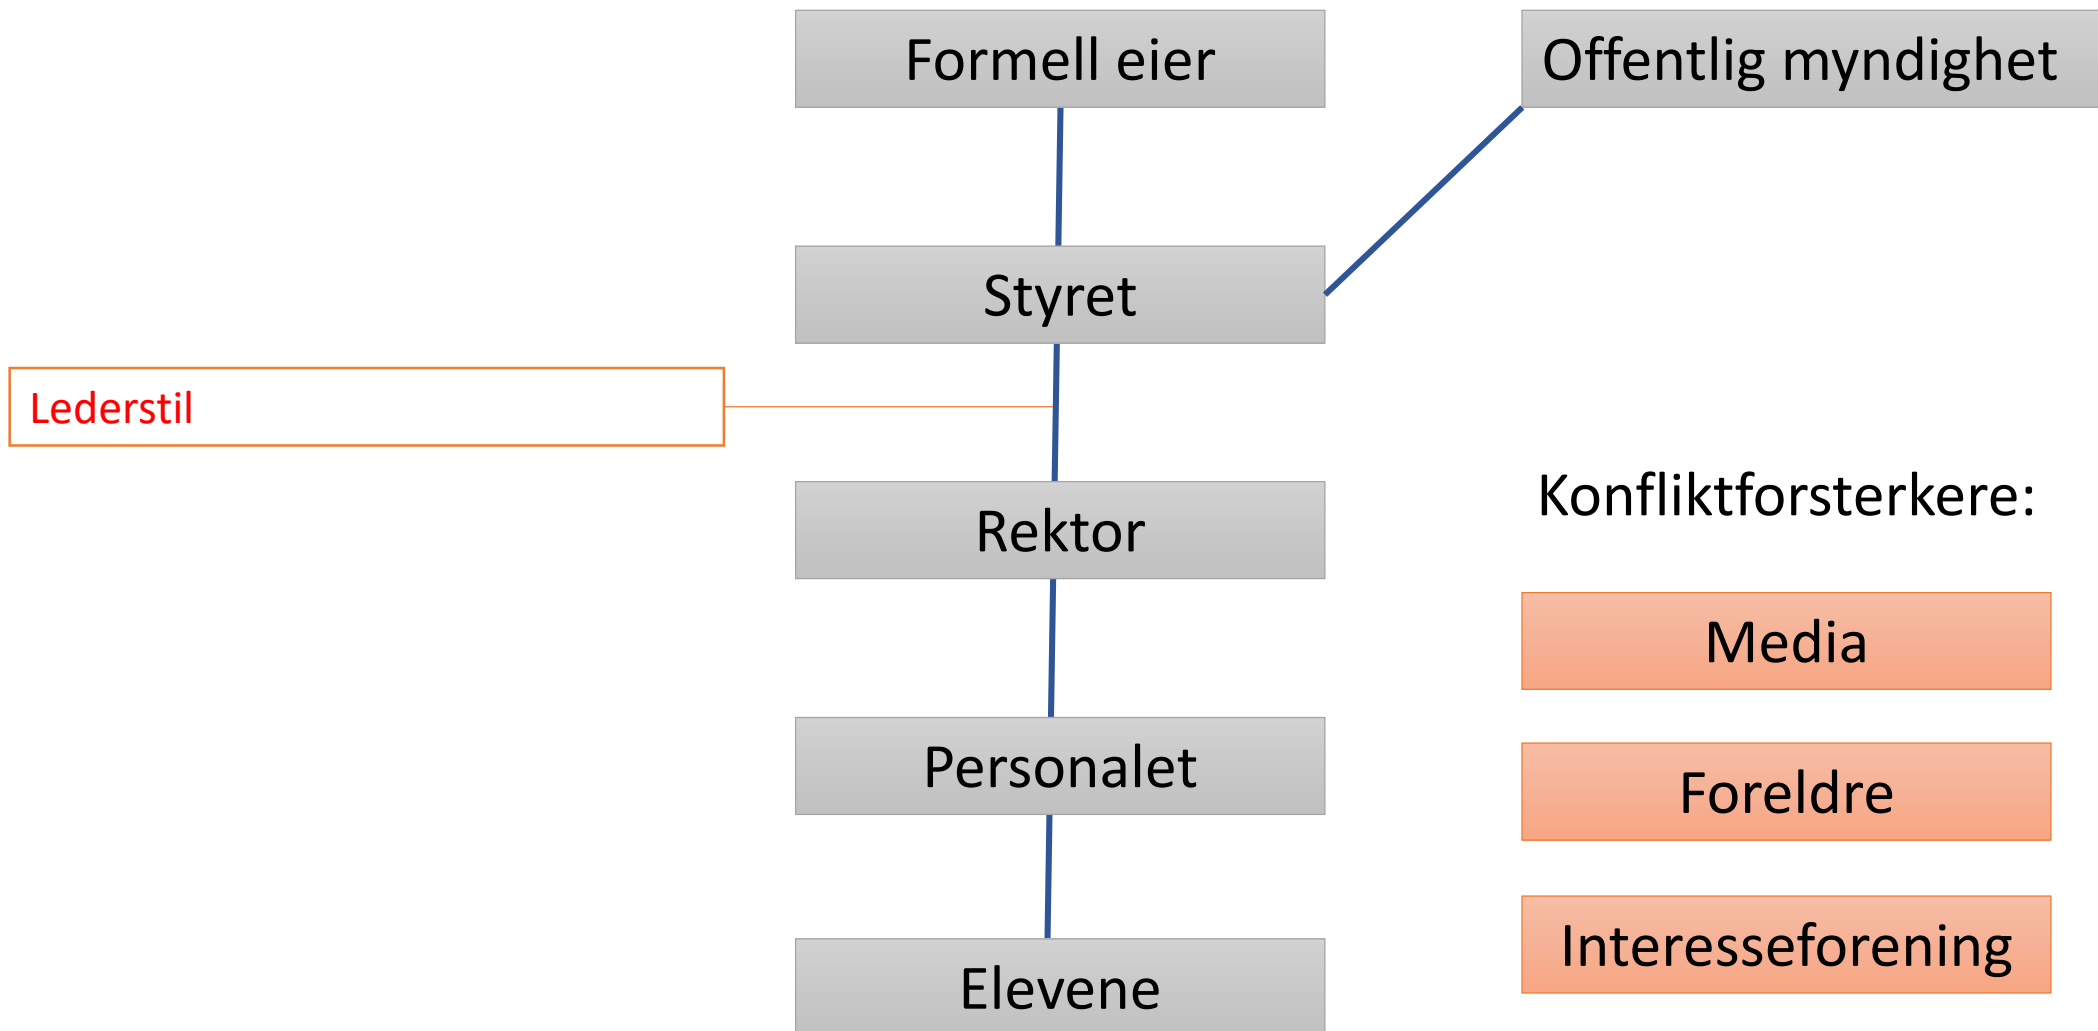 Formell eier
Offentlig myndighet
Styret
Lederstil
Rektor
Konfliktforsterkere:
Media
Personalet
Foreldre
Interesseforening
Elevene